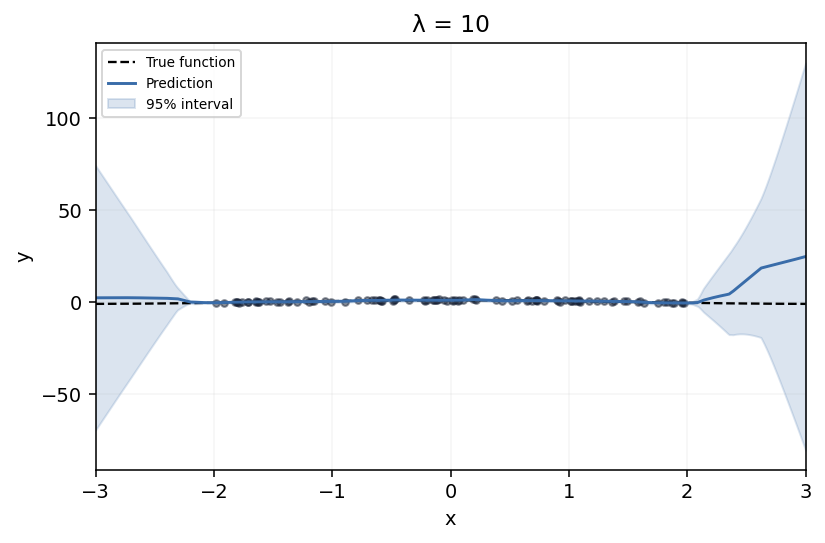 λ = 10
True function
Prediction
95% interval
y
100
50
0
−50
−3
−2
−1
0
1
2
3
x